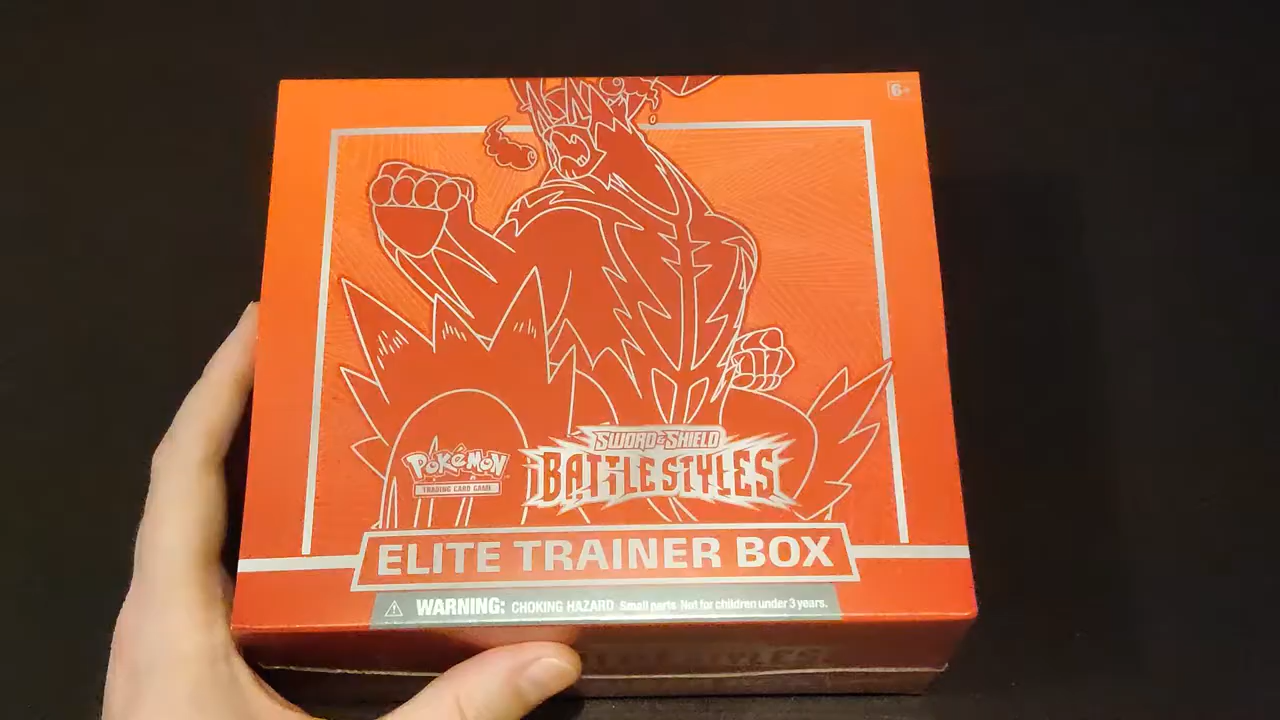 6+
SWORD & SHIELD
POKéMON
TRADING CARD GAME
BATTLE STYLES
ELITE TRAINER BOX
WARNING: CHOKING HAZARD Small parts Not for children under 3 years.